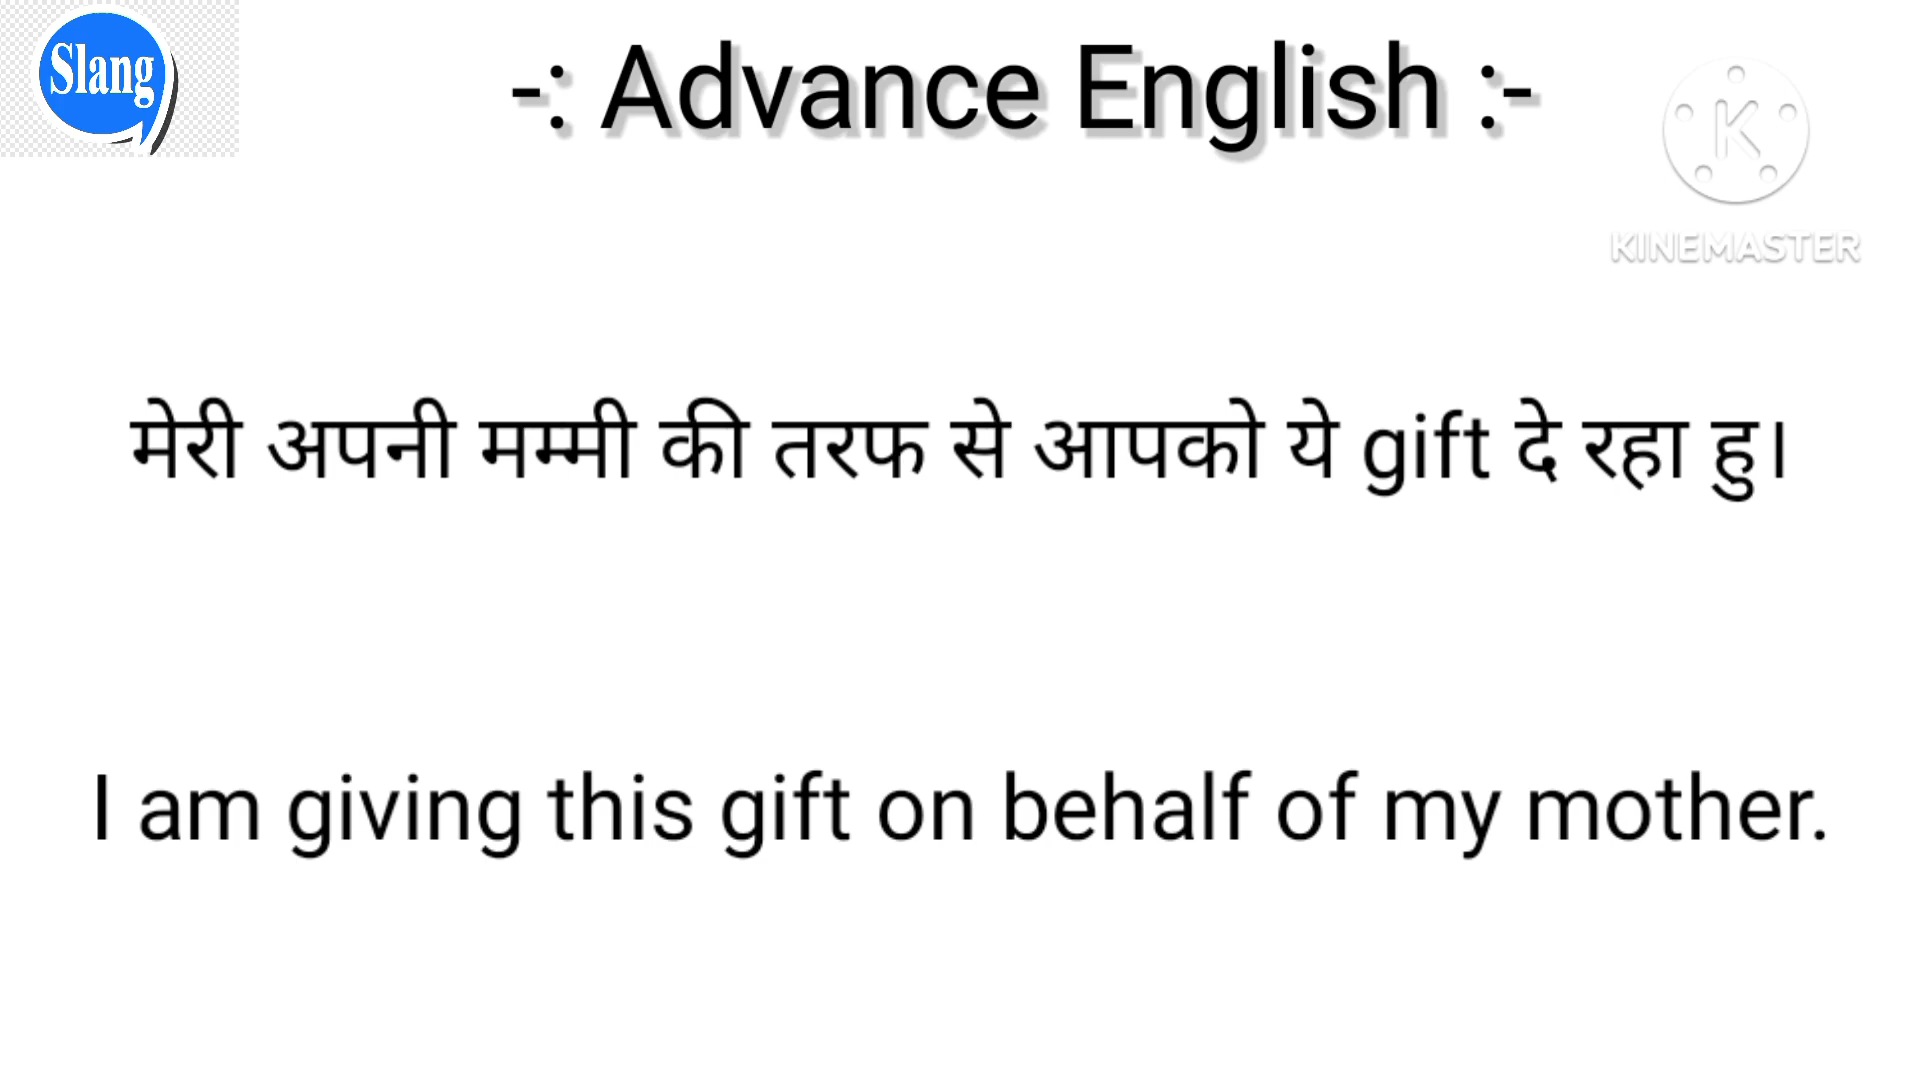 Slang
-: Advance English :-
K
KINEMASTER
मेरी अपनी मम्मी की तरफ से आपको ये gift दे रहा हु।
I am giving this gift on behalf of my mother.